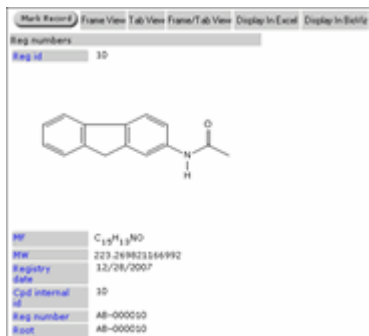 Mark Record Frame View Tab View Frame/Tab View Display In Excel Display In BioViz
Reg numbers
Reg id 10
O
N
H
MF C15H13NO
MW 223.269821166992
Registry date 12/28/2007
Cpd internal id 10
Reg number AB-000010
Root AB-000010